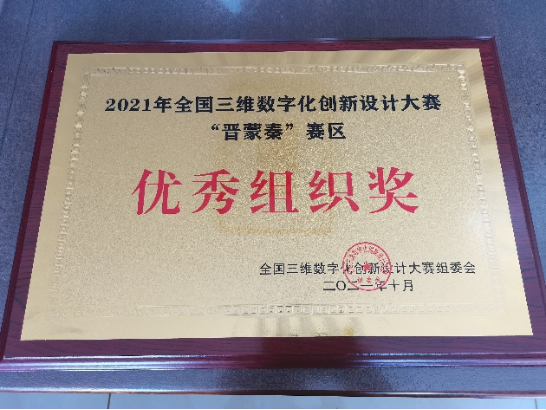 2021年全国三维数字化创新设计大赛
“晋蒙秦”赛区
优秀组织奖
全国三维数字化创新设计大赛组委会
二〇二一年十月